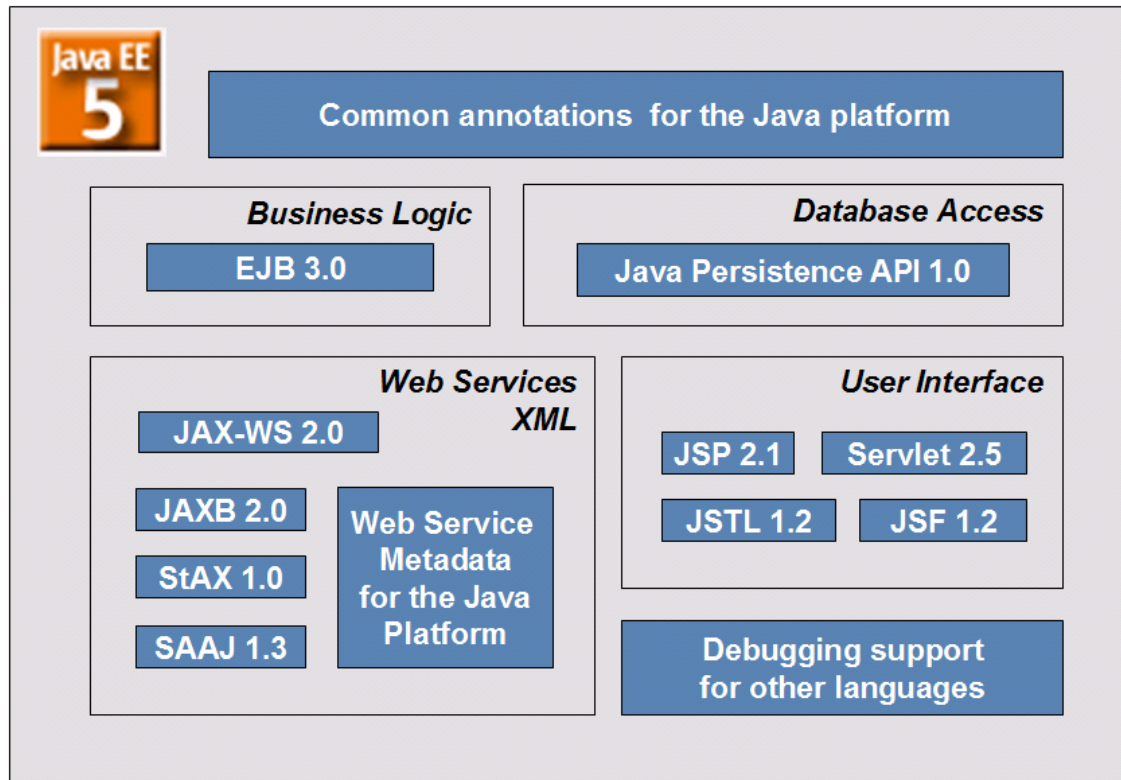 Java EE
5
Common annotations for the Java platform
Business Logic
EJB 3.0
Database Access
Java Persistence API 1.0
Web Services
XML
JAX-WS 2.0
JAXB 2.0
StAX 1.0
SAAJ 1.3
Web Service
Metadata
for the Java
Platform
User Interface
JSP 2.1
Servlet 2.5
JSTL 1.2
JSF 1.2
Debugging support
for other languages